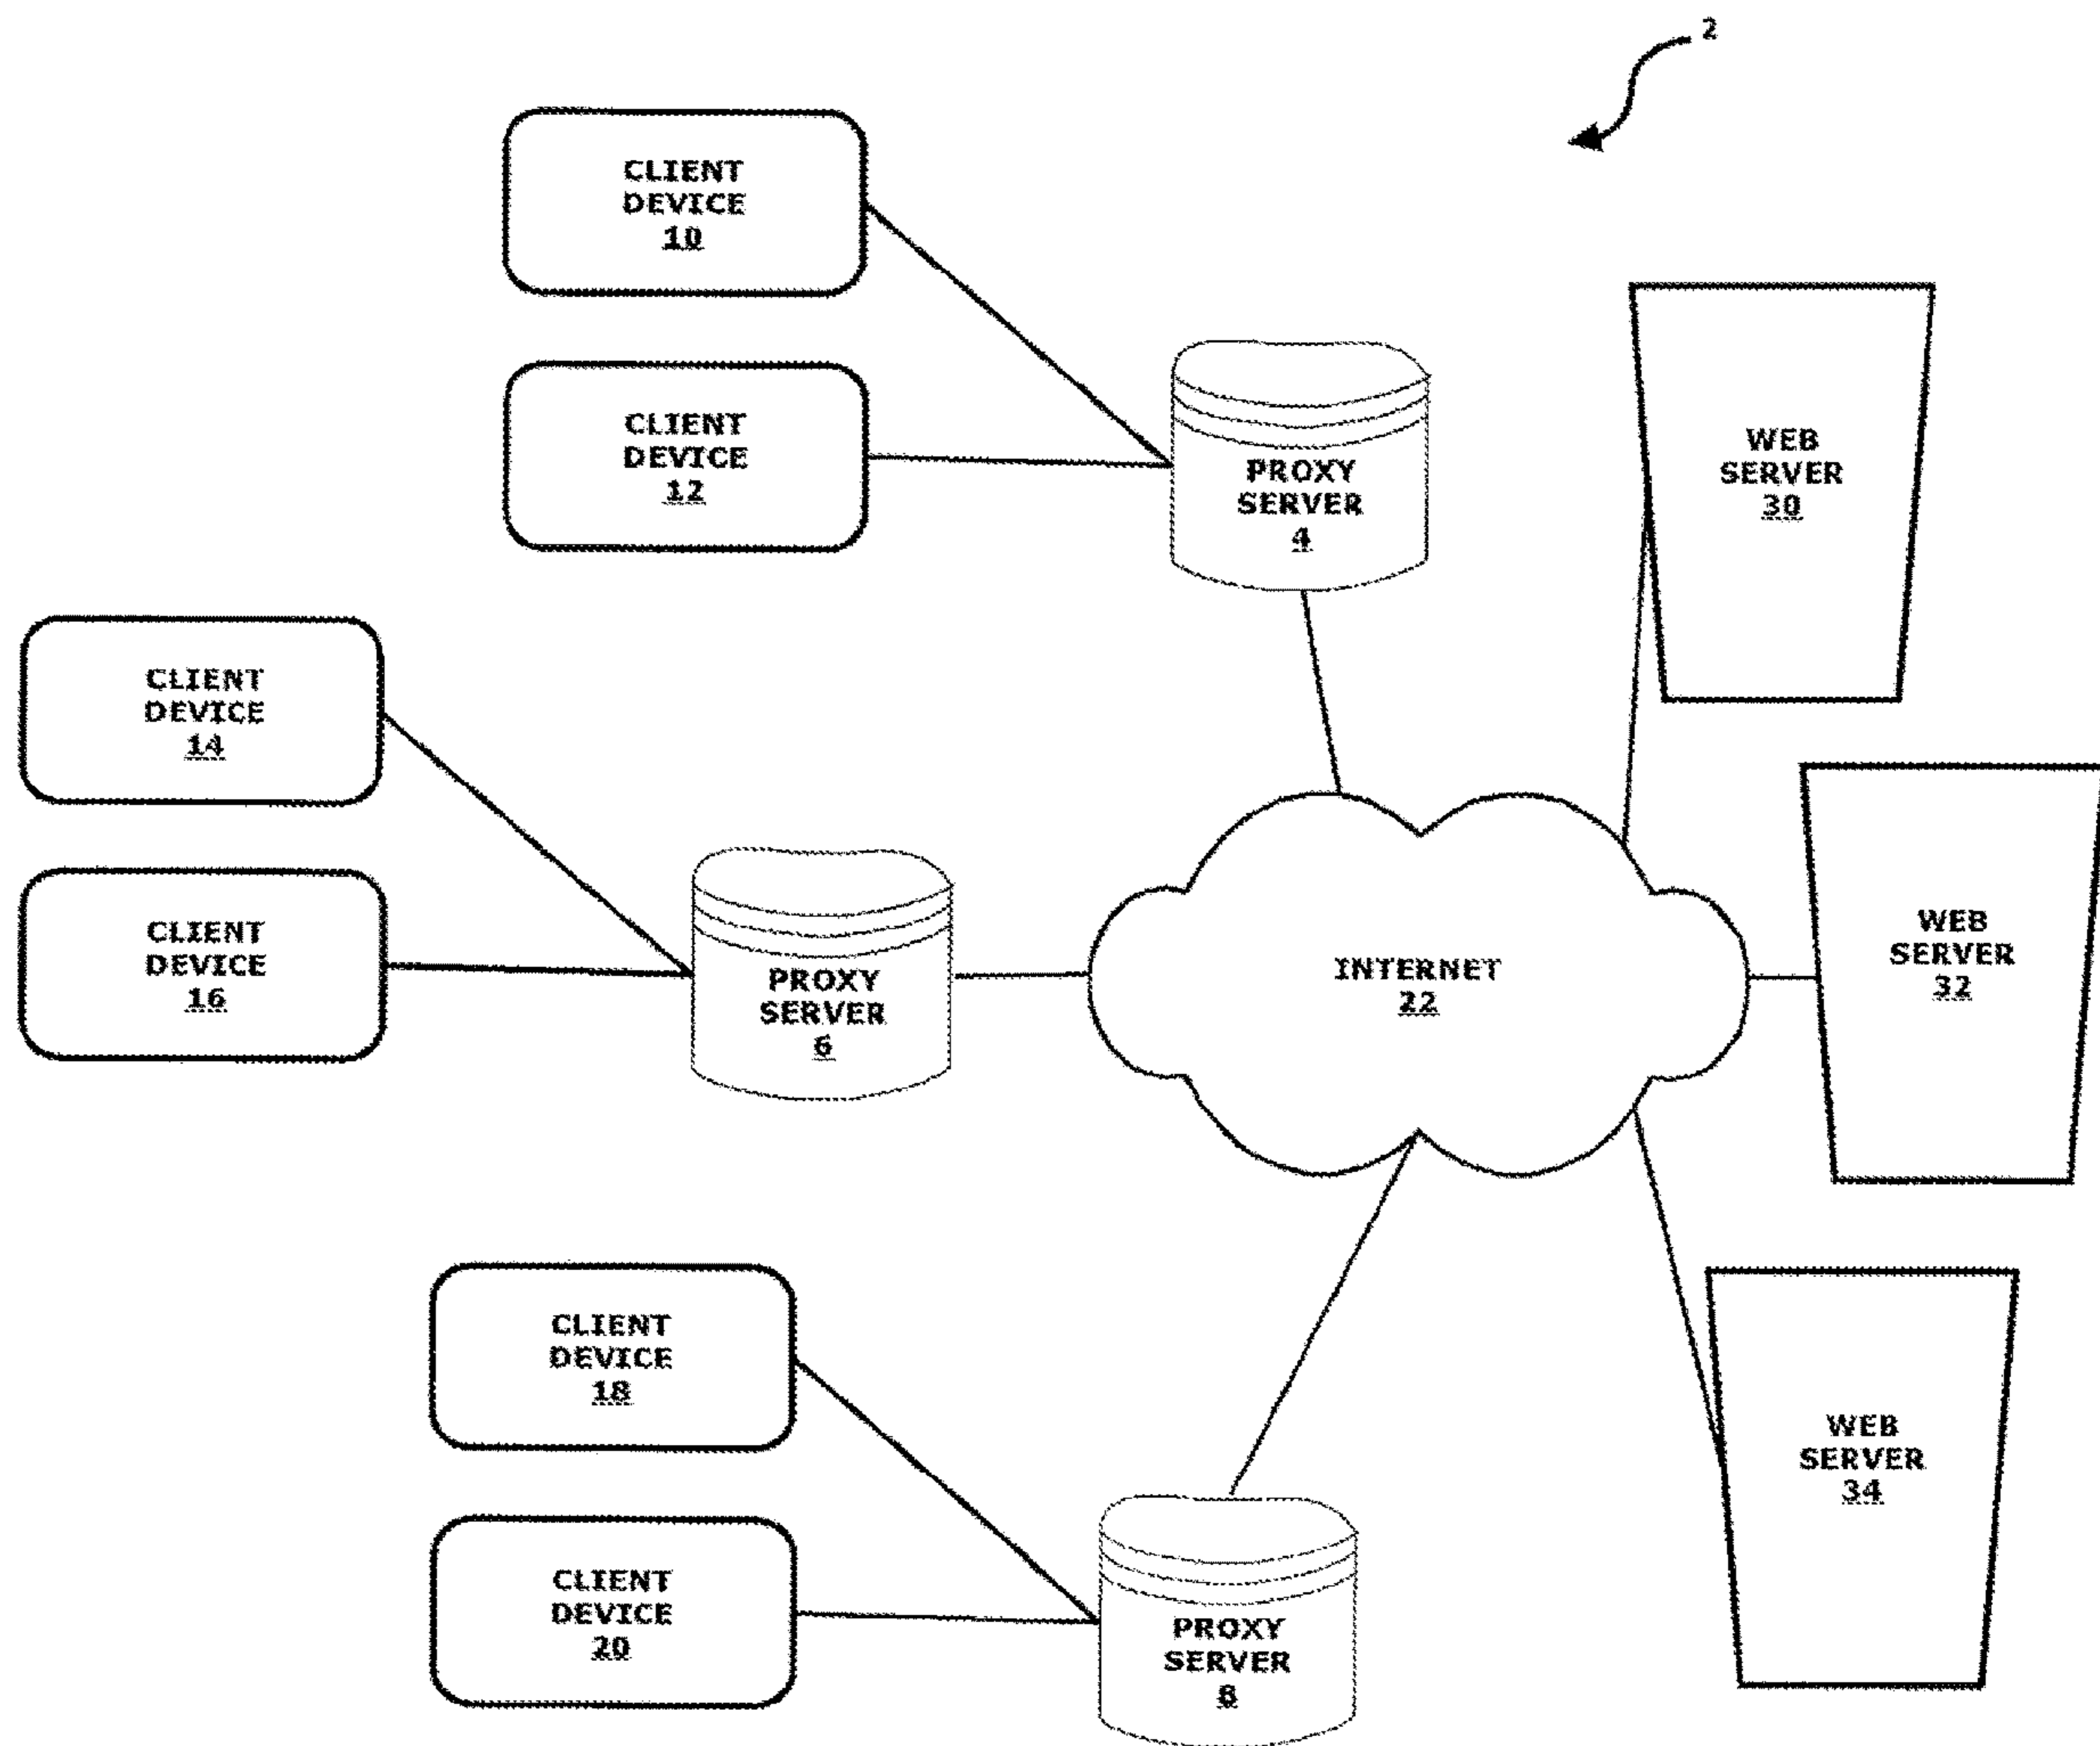 2
CLIENT
DEVICE
10
CLIENT
DEVICE
12
PROXY
SERVER
4
WEB
SERVER
30
CLIENT
DEVICE
14
CLIENT
DEVICE
16
PROXY
SERVER
6
INTERNET
22
WEB
SERVER
32
CLIENT
DEVICE
18
CLIENT
DEVICE
20
PROXY
SERVER
8
WEB
SERVER
34